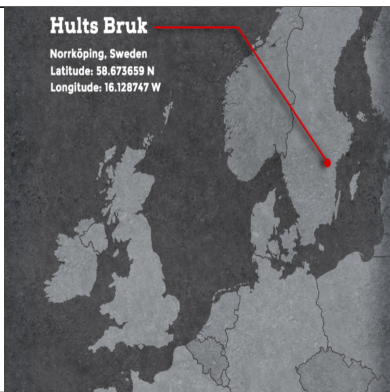 Hults Bruk
Norrköping, Sweden
Latitude: 58.673659 N
Longitude: 16.128747 W